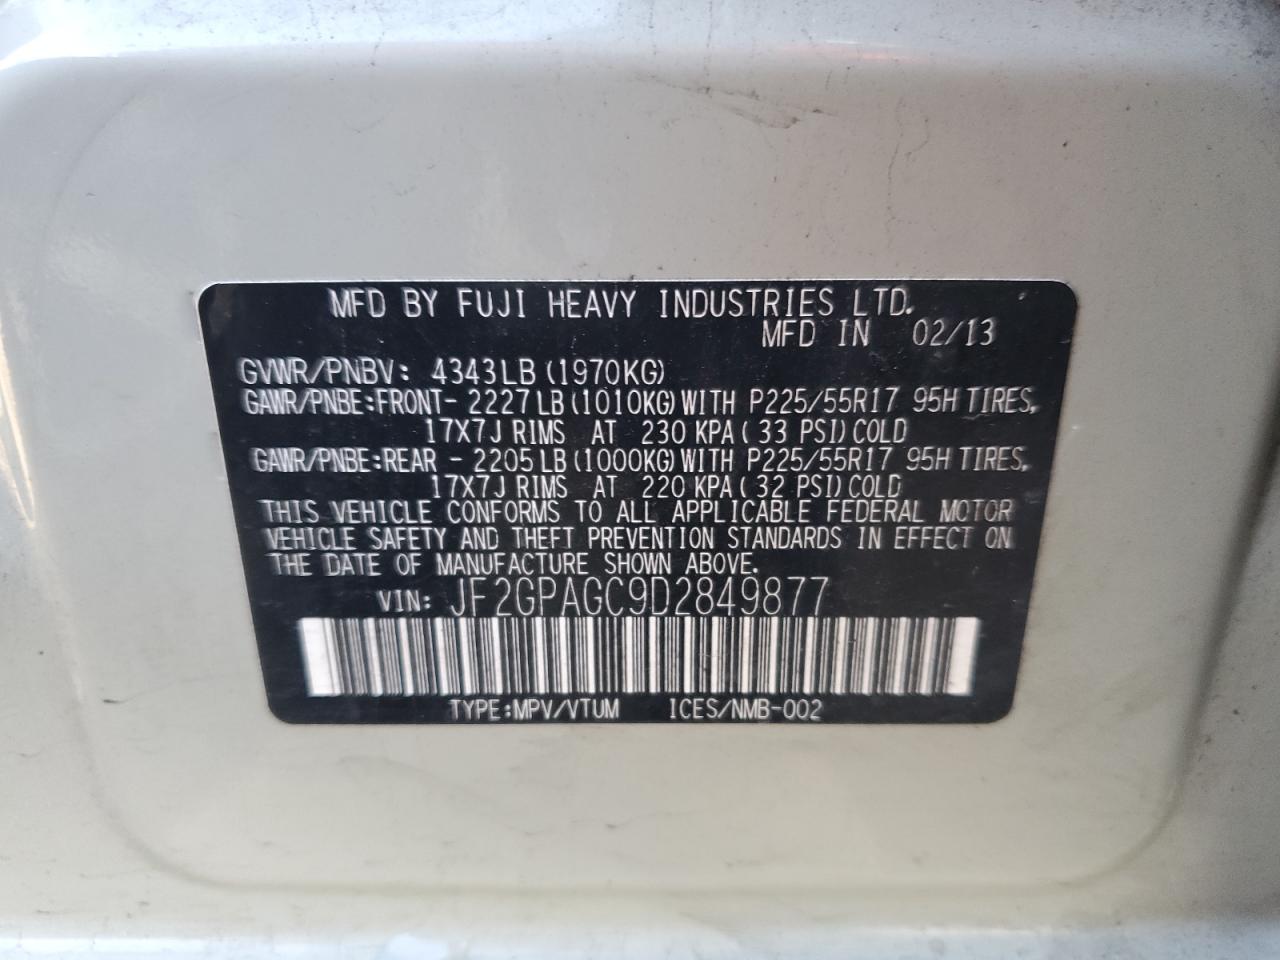 MFD BY FUJI HEAVY INDUSTRIES LTD.
MFD IN 02/13
GVWR/PNBV: 4343LB (1970KG)
GAWR/PNBE:FRONT- 2227LB (1010KG) WITH P225/55R17 95H TIRES,
17X7J RIMS AT 230 KPA( 33 PSI) COLD
GAWR/PNBE:REAR - 2205LB (1000KG) WITH P225/55R17 95H TIRES,
17X7J RIMS AT 220 KPA( 32 PSI) COLD
THIS VEHICLE CONFORMS TO ALL APPLICABLE FEDERAL MOTOR
VEHICLE SAFETY AND THEFT PREVENTION STANDARDS IN EFFECT ON
THE DATE OF MANUFACTURE SHOWN ABOVE.
VIN: JF2GPAGC9D2849877
TYPE:MPV/VTUM ICES/NMB-002